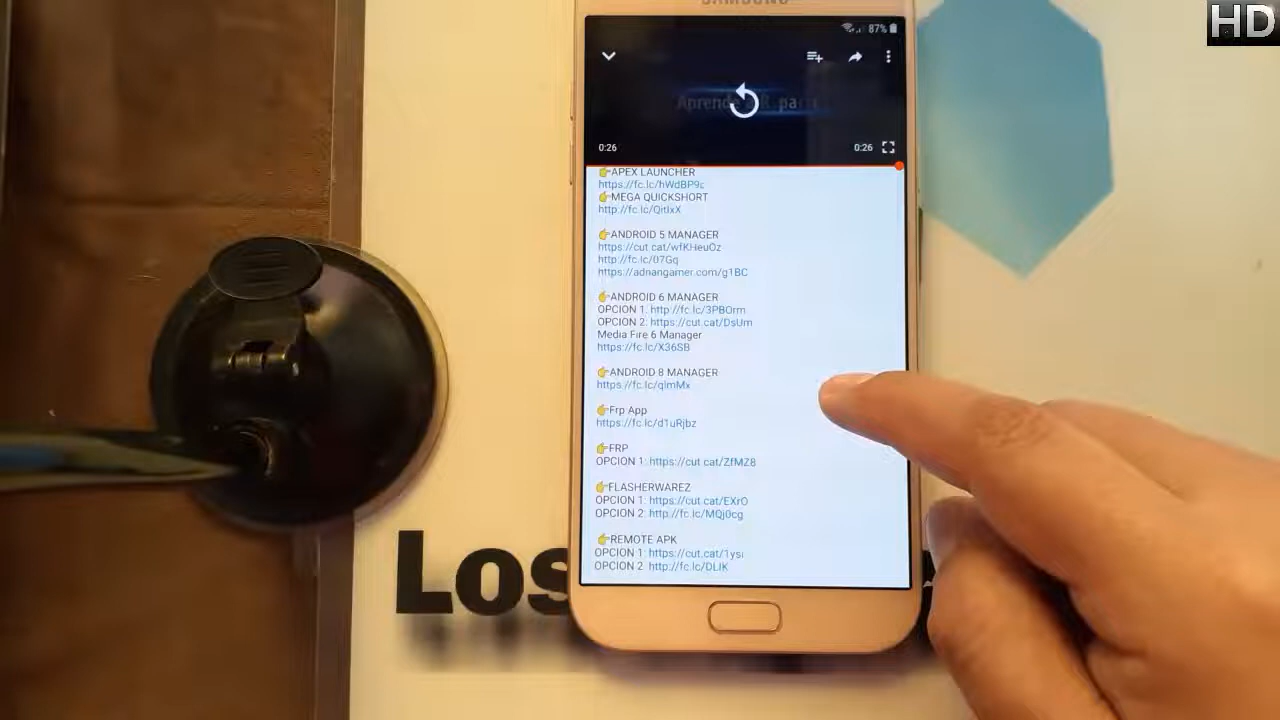 HD
SAMSUNG
87%
Aprende
0:26
0:26
👉APEX LAUNCHER
https://fc.lc/hWdBP9c
👉MEGA QUICKSHORT
http://fc.lc/QitIxX
👉ANDROID 5 MANAGER
https://cut.cat/wfKHeuOz
http://fc.lc/07Gq
https://adnangamer.com/g1BC
👉ANDROID 6 MANAGER
OPCION 1: http://fc.lc/3PBOrm
OPCION 2: https://cut.cat/DsUm
Media Fire 6 Manager
https://fc.lc/X36SB
👉ANDROID 8 MANAGER
https://fc.lc/qImMx
👉Frp App
https://fc.lc/d1uRjbz
👉FRP
OPCION 1: https://cut.cat/ZfMZ8
👉FLASHERWAREZ
OPCION 1: https://cut.cat/EXrO
OPCION 2: http://fc.lc/MQj0cg
👉REMOTE APK
OPCION 1: https://cut.cat/1ysi
OPCION 2: http://fc.lc/DLIK
Los